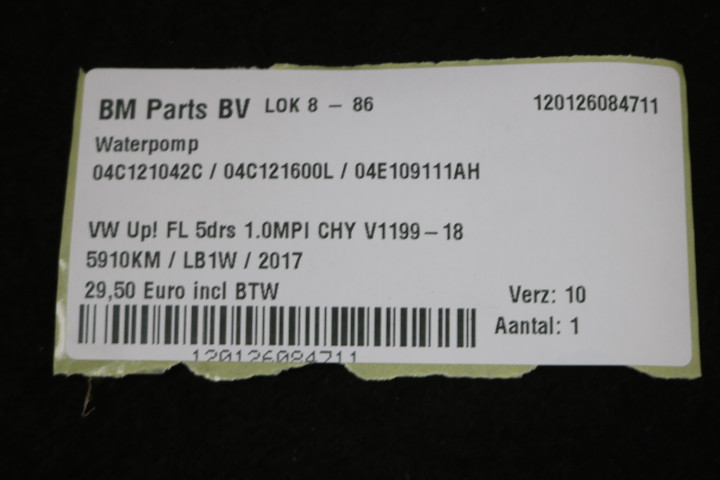 BM Parts BV LOK 8 - 86 120126084711
Waterpomp
04C121042C / 04C121600L / 04E109111AH
VW Up! FL 5drs 1.0MPI CHY V1199-18
5910KM / LB1W / 2017
29,50 Euro incl BTW Verz: 10
Aantal: 1
120126084711